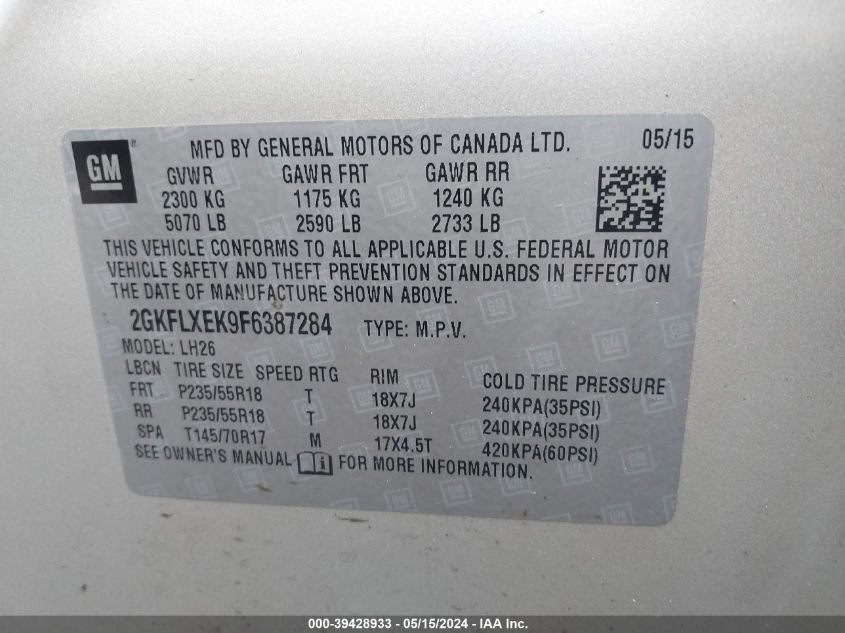 GM ® MFD BY GENERAL MOTORS OF CANADA LTD. 05/15
GVWR GAWR FRT GAWR RR
2300 KG 1175 KG 1240 KG
5070 LB 2590 LB 2733 LB
THIS VEHICLE CONFORMS TO ALL APPLICABLE U.S. FEDERAL MOTOR
VEHICLE SAFETY AND THEFT PREVENTION STANDARDS IN EFFECT ON
THE DATE OF MANUFACTURE SHOWN ABOVE.
2GKFLXEK9F6387284 TYPE: M.P.V.
MODEL: LH26
LBCN TIRE SIZE SPEED RTG RIM COLD TIRE PRESSURE
FRT P235/55R18 T 18X7J 240KPA(35PSI)
RR P235/55R18 T 18X7J 240KPA(35PSI)
SPA T145/70R17 M 17X4.5T 420KPA(60PSI)
SEE OWNER'S MANUAL i FOR MORE INFORMATION.
000-39428933 - 05/15/2024 - IAA Inc.